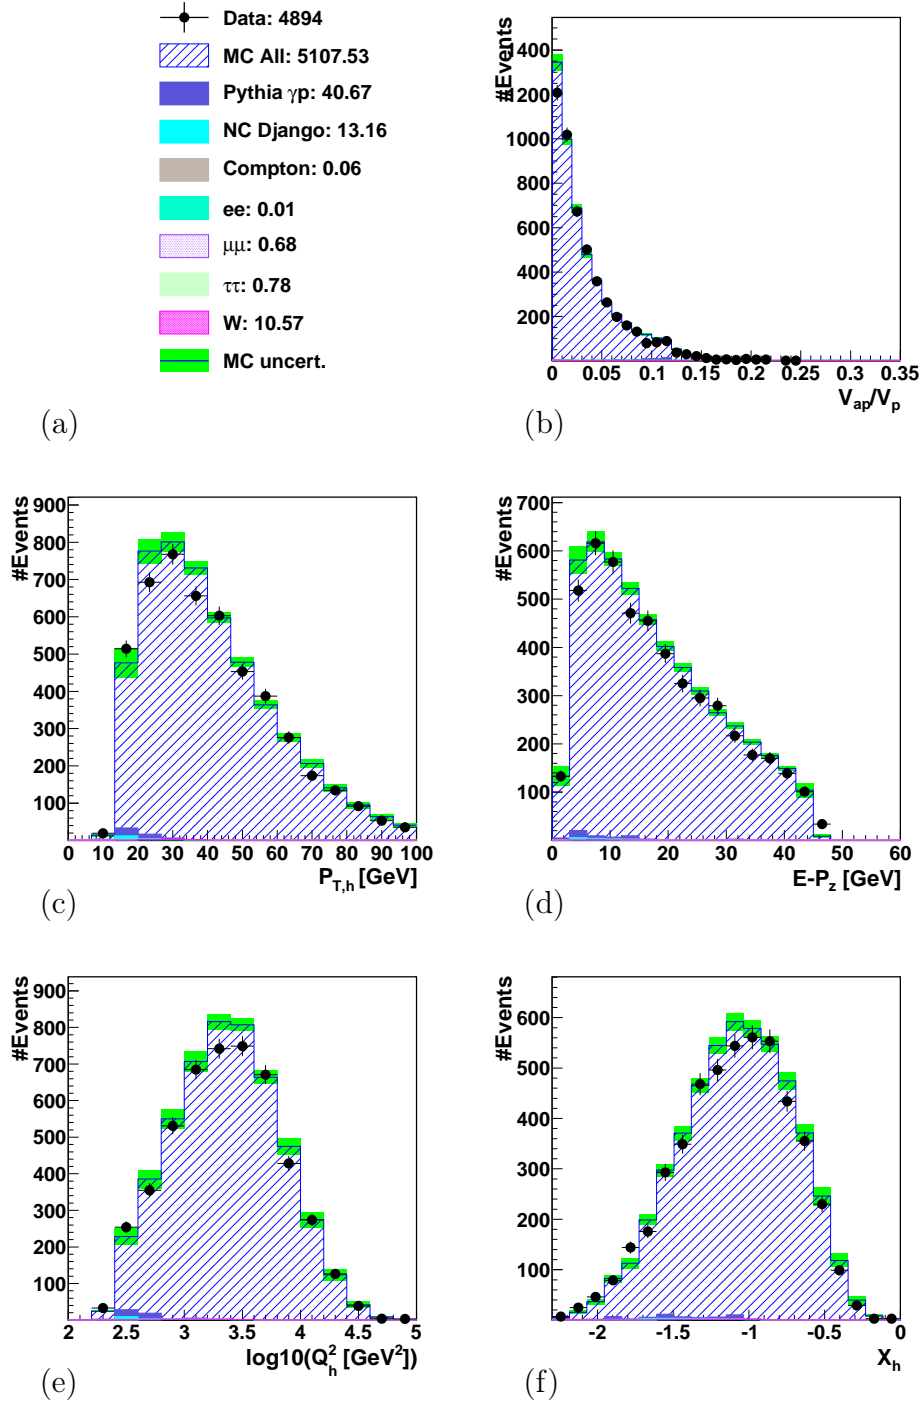 Data: 4894
MC All: 5107.53
Pythia γp: 40.67
NC Django: 13.16
Compton: 0.06
ee: 0.01
μμ: 0.68
ττ: 0.78
W: 10.57
MC uncert.
(a)
#Events
1400
1200
1000
800
600
400
200
0 0.05 0.1 0.15 0.2 0.25 0.3 0.35
V_ap/V_p
(b)
#Events
900
800
700
600
500
400
300
200
100
0 10 20 30 40 50 60 70 80 90 100
P_T,h [GeV]
(c)
#Events
700
600
500
400
300
200
100
0 10 20 30 40 50 60
E-P_z [GeV]
(d)
#Events
900
800
700
600
500
400
300
200
100
2 2.5 3 3.5 4 4.5 5
log10(Q_h^2 [GeV^2])
(e)
#Events
600
500
400
300
200
100
-2 -1.5 -1 -0.5 0
X_h
(f)